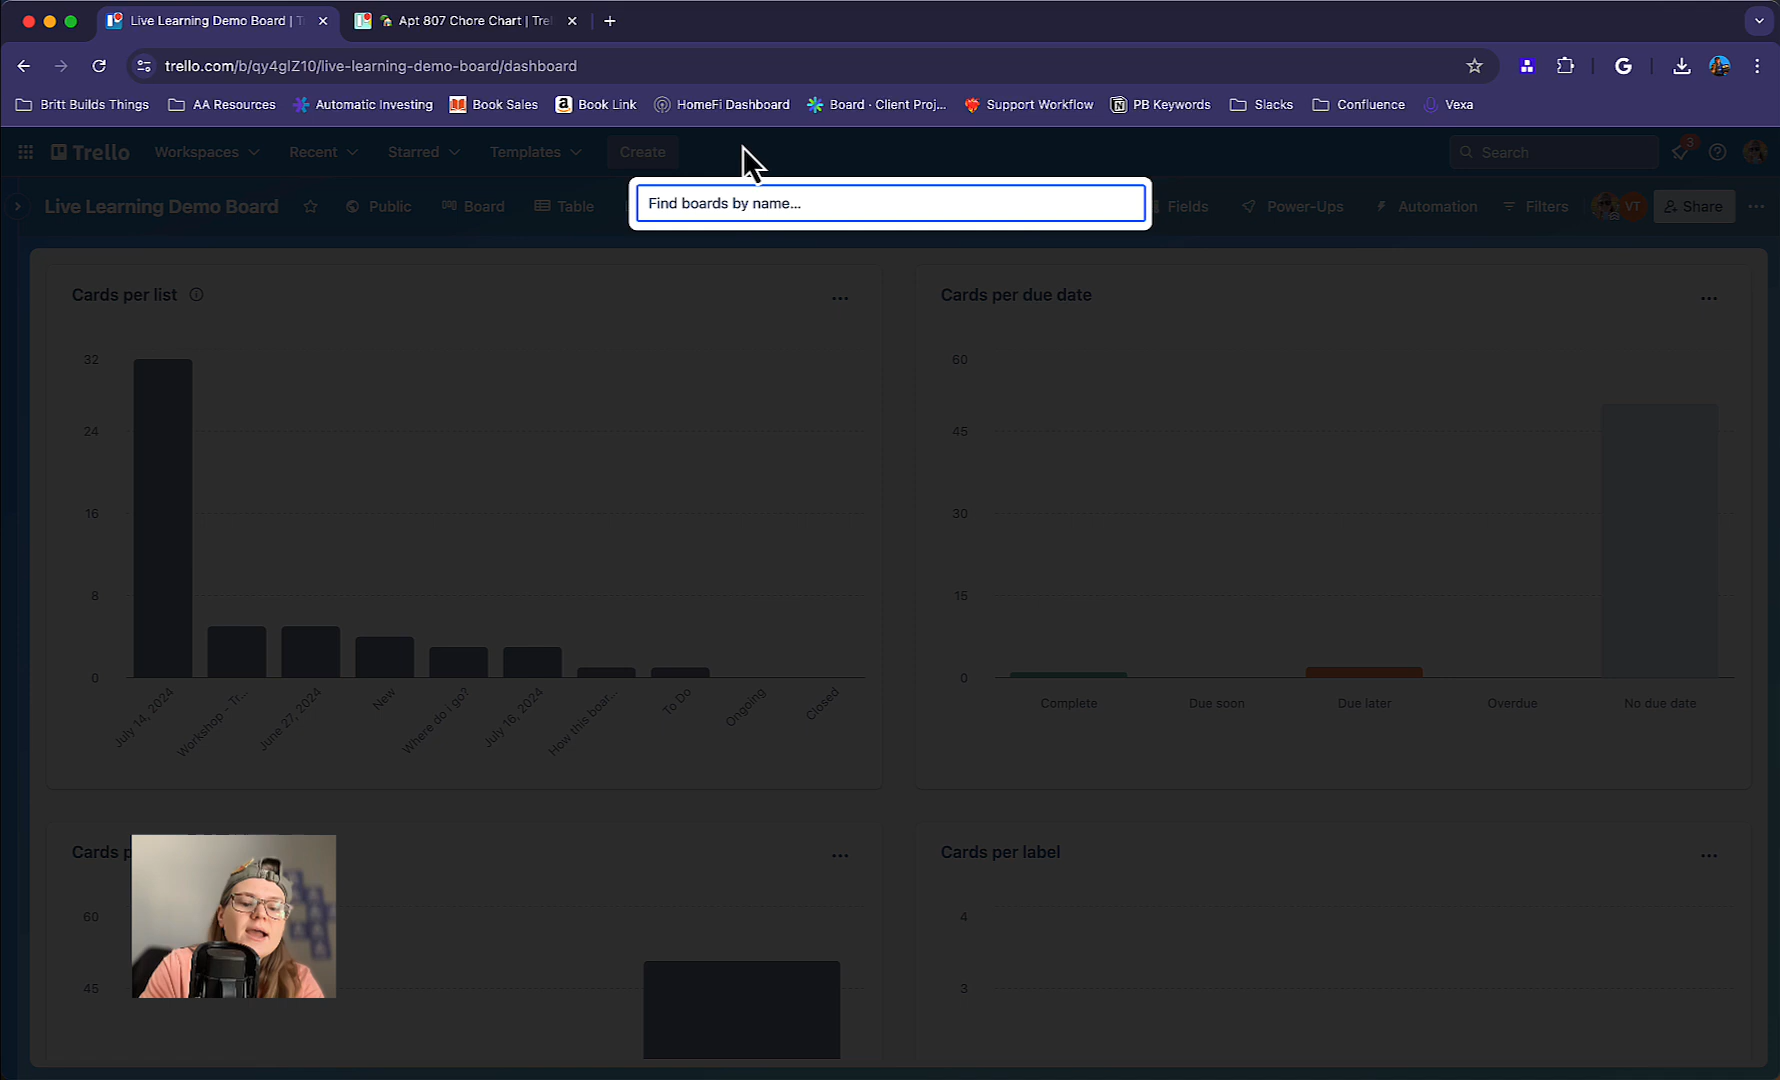 Live Learning Demo Board | T
Apt 807 Chore Chart | Trel
trello.com/b/qy4glZ10/live-learning-demo-board/dashboard
Britt Builds Things
AA Resources
Automatic Investing
Book Sales
Book Link
HomeFi Dashboard
Board · Client Proj...
Support Workflow
PB Keywords
Slacks
Confluence
Vexa
Trello
Workspaces
Recent
Starred
Templates
Create
Search
3
Live Learning Demo Board
Public
Board
Table
Find boards by name...
Fields
Power-Ups
Automation
Filters
VT
Share
Cards per list
32
24
16
8
0
July 14, 2024
Workshop - Tr...
June 27, 2024
New
Where do i go?
July 16, 2024
How this boar...
To Do
Ongoing
Closed
Cards per due date
60
45
30
15
0
Complete
Due soon
Due later
Overdue
No due date
Cards p
60
45
Cards per label
4
3